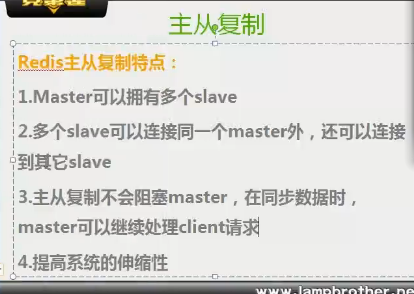 主从复制
Redis主从复制特点：
1.Master可以拥有多个slave
2.多个slave可以连接同一个master外，还可以连接
到其它slave
3.主从复制不会阻塞master，在同步数据时，
master可以继续处理client请求
4.提高系统的伸缩性
www.lampbrother.ne